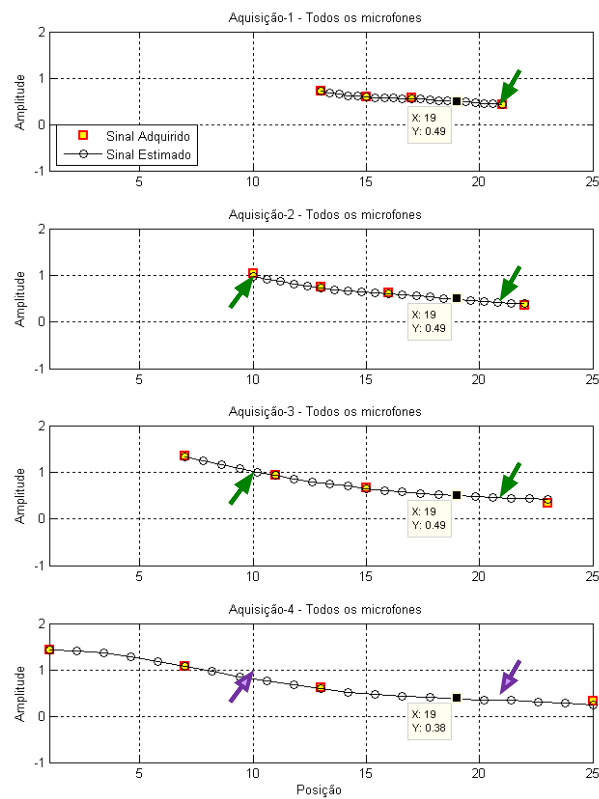 Aquisição-1 - Todos os microfones
2
1
0
-1
Amplitude
X: 19
Y: 0.49
Sinal Adquirido
Sinal Estimado
5
10
15
20
25
Aquisição-2 - Todos os microfones
2
1
0
-1
Amplitude
X: 19
Y: 0.49
5
10
15
20
25
Aquisição-3 - Todos os microfones
2
1
0
-1
Amplitude
X: 19
Y: 0.49
5
10
15
20
25
Aquisição-4 - Todos os microfones
2
1
0
-1
Amplitude
X: 19
Y: 0.38
5
10
15
20
25
Posição